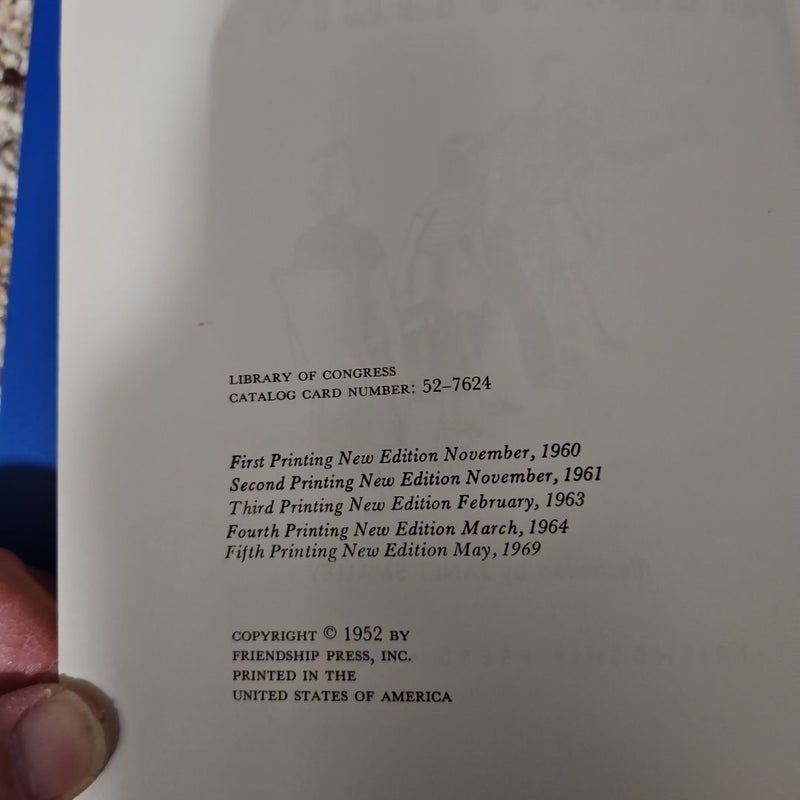 LIBRARY OF CONGRESS
CATALOG CARD NUMBER: 52–7624
First Printing New Edition November, 1960
Second Printing New Edition November, 1961
Third Printing New Edition February, 1963
Fourth Printing New Edition March, 1964
Fifth Printing New Edition May, 1969
COPYRIGHT © 1952 BY
FRIENDSHIP PRESS, INC.
PRINTED IN THE
UNITED STATES OF AMERICA